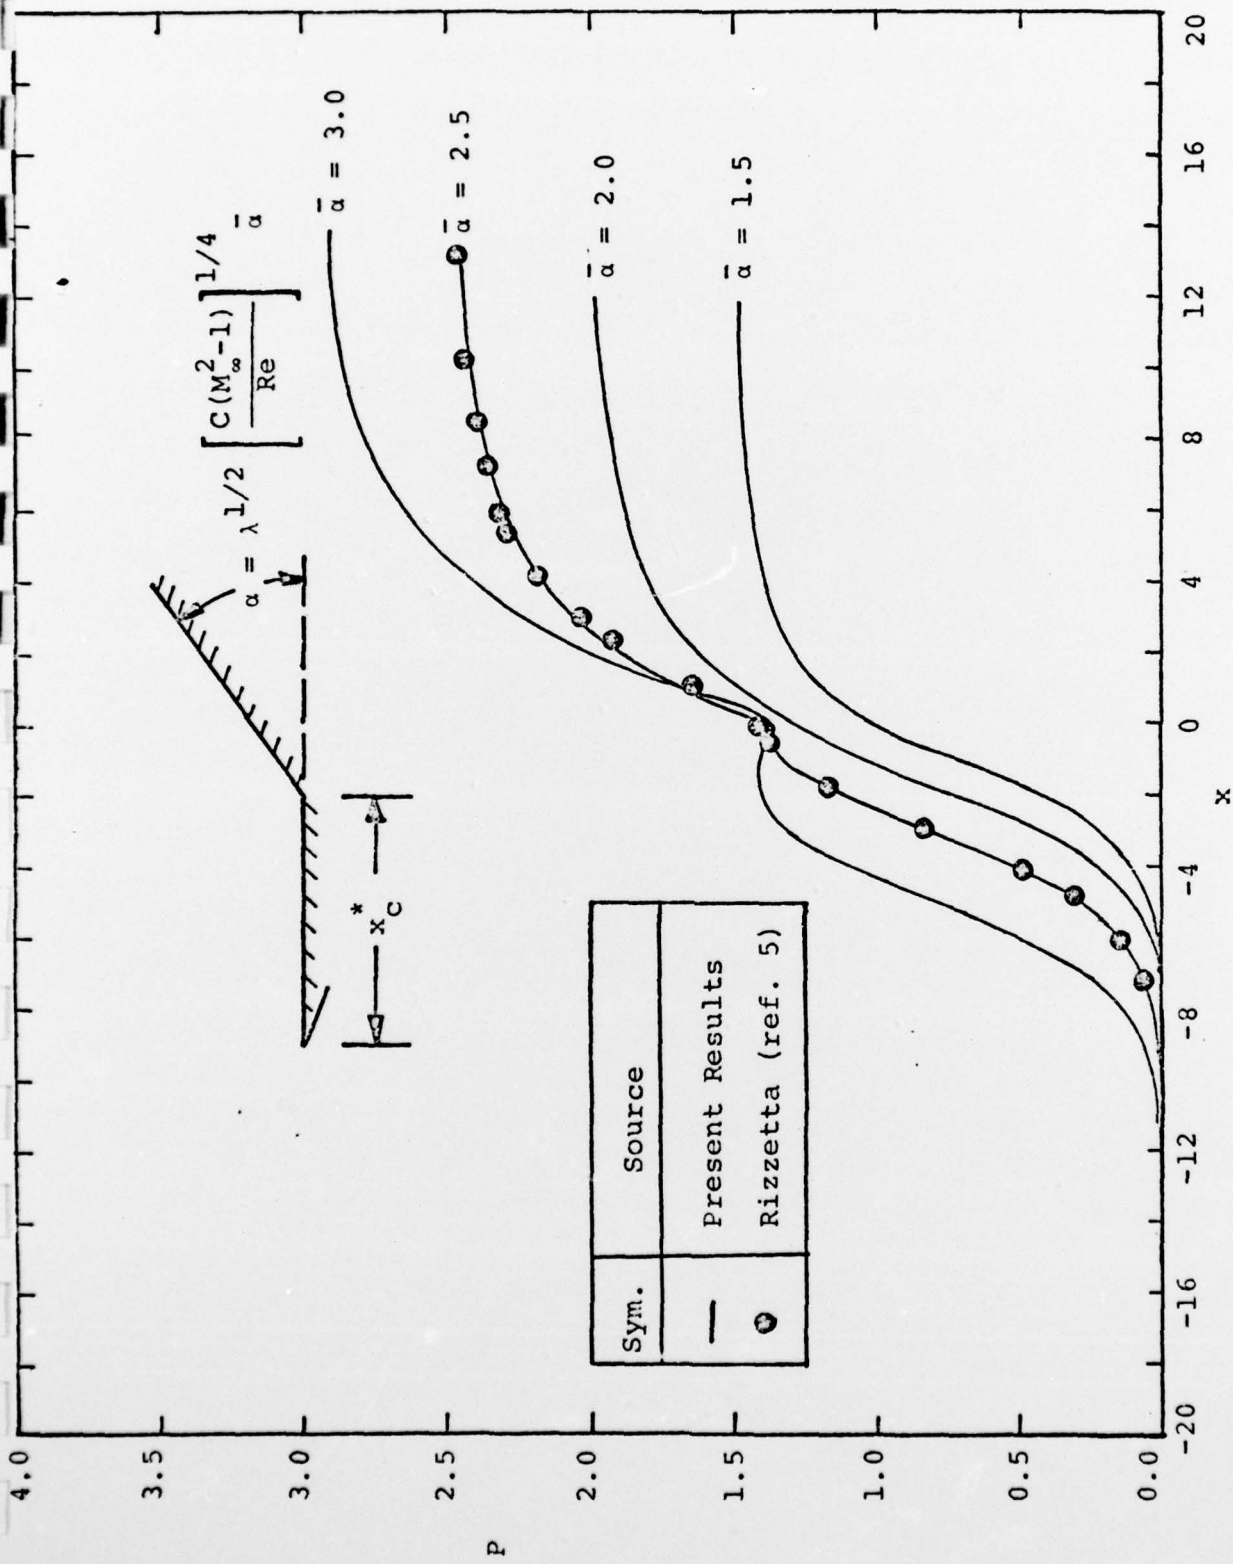 4.0
3.5
3.0
2.5
2.0
1.5
1.0
0.5
0.0
P
-20
-16
-12
-8
-4
0
4
8
12
16
20
x
α = λ^1/2 [C(M∞^2-1)/Re]^1/4 ᾱ
α
x*c
ᾱ = 3.0
ᾱ = 2.5
ᾱ = 2.0
ᾱ = 1.5
Sym. Source
— Present Results
Rizzetta (ref. 5)